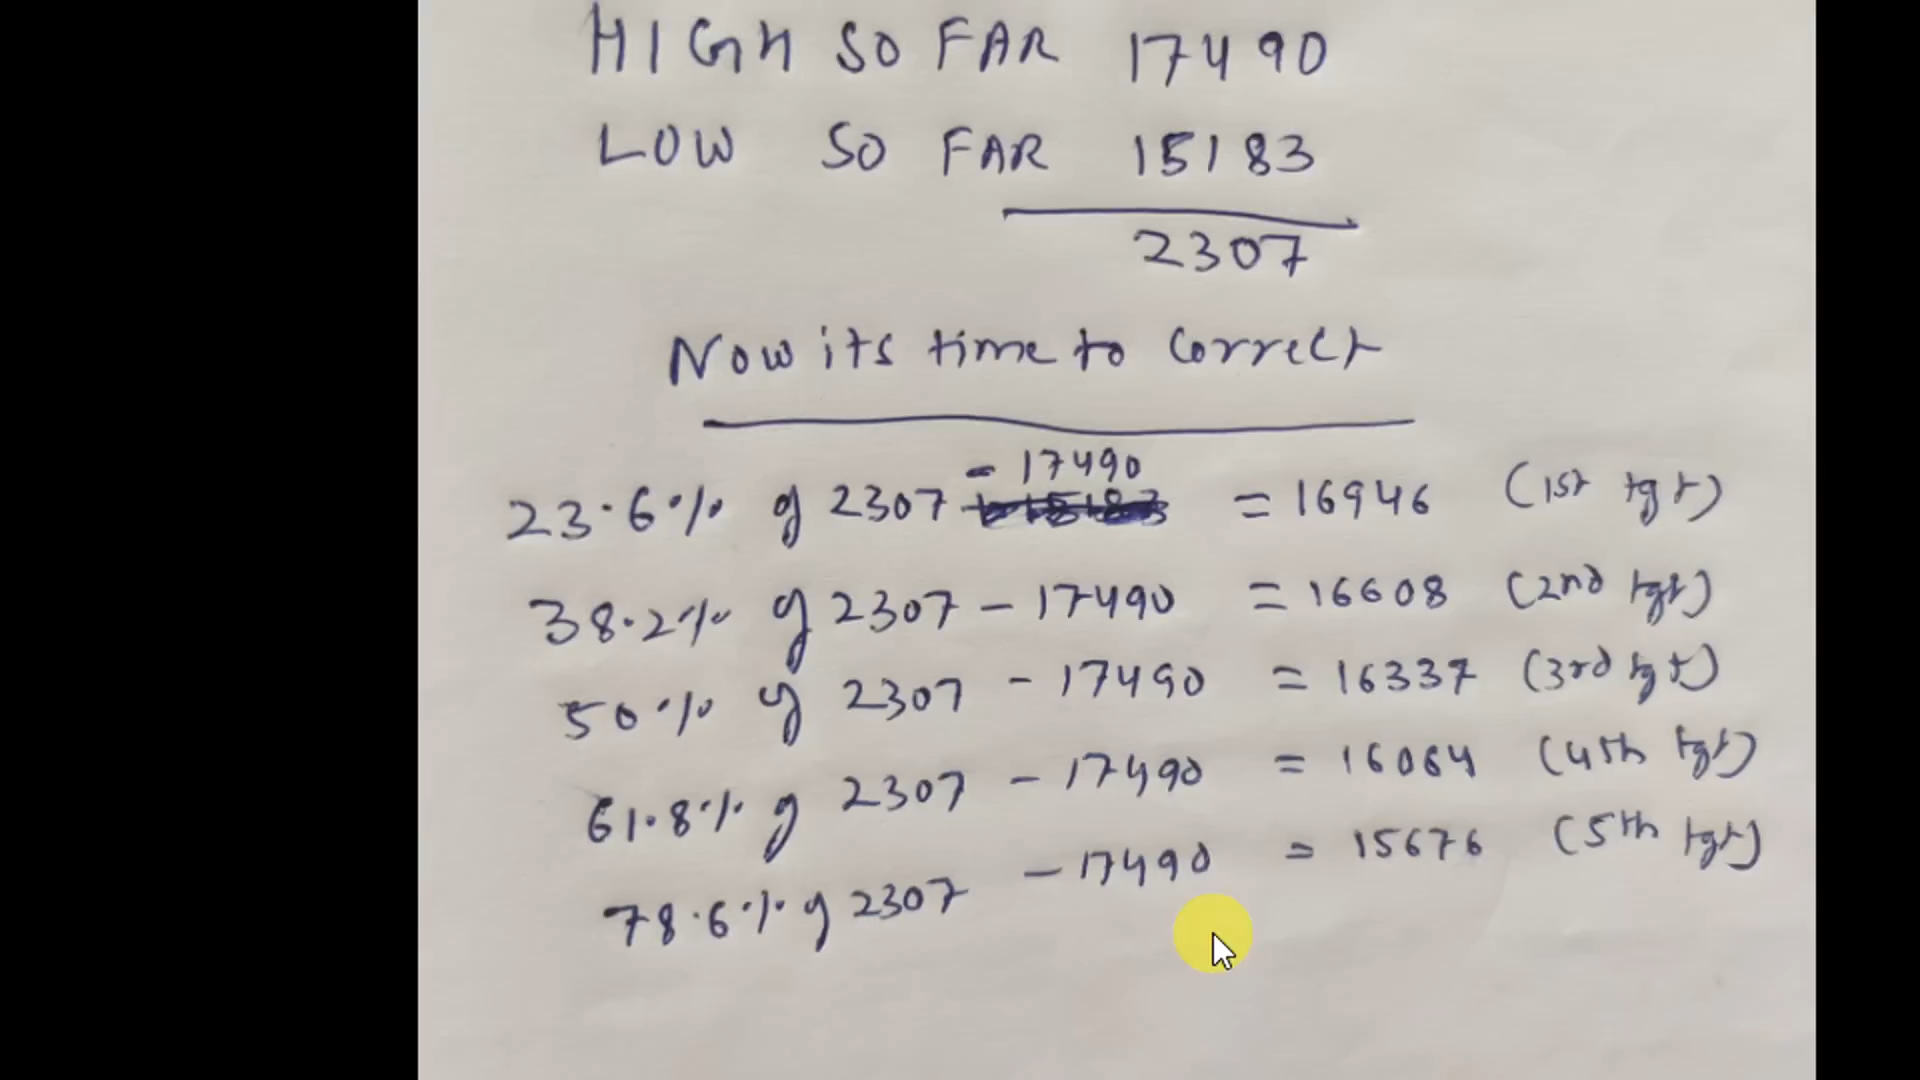 HIGH SO FAR 17490
LOW SO FAR 15183
2307
Now its time to correct
- 17490
23.6% of 2307 = 16946 (1st tgt)
38.2% of 2307 - 17490 = 16608 (2nd tgt)
50% of 2307 - 17490 = 16337 (3rd tgt)
61.8% of 2307 - 17490 = 16064 (4th tgt)
78.6% of 2307 - 17490 = 15676 (5th tgt)